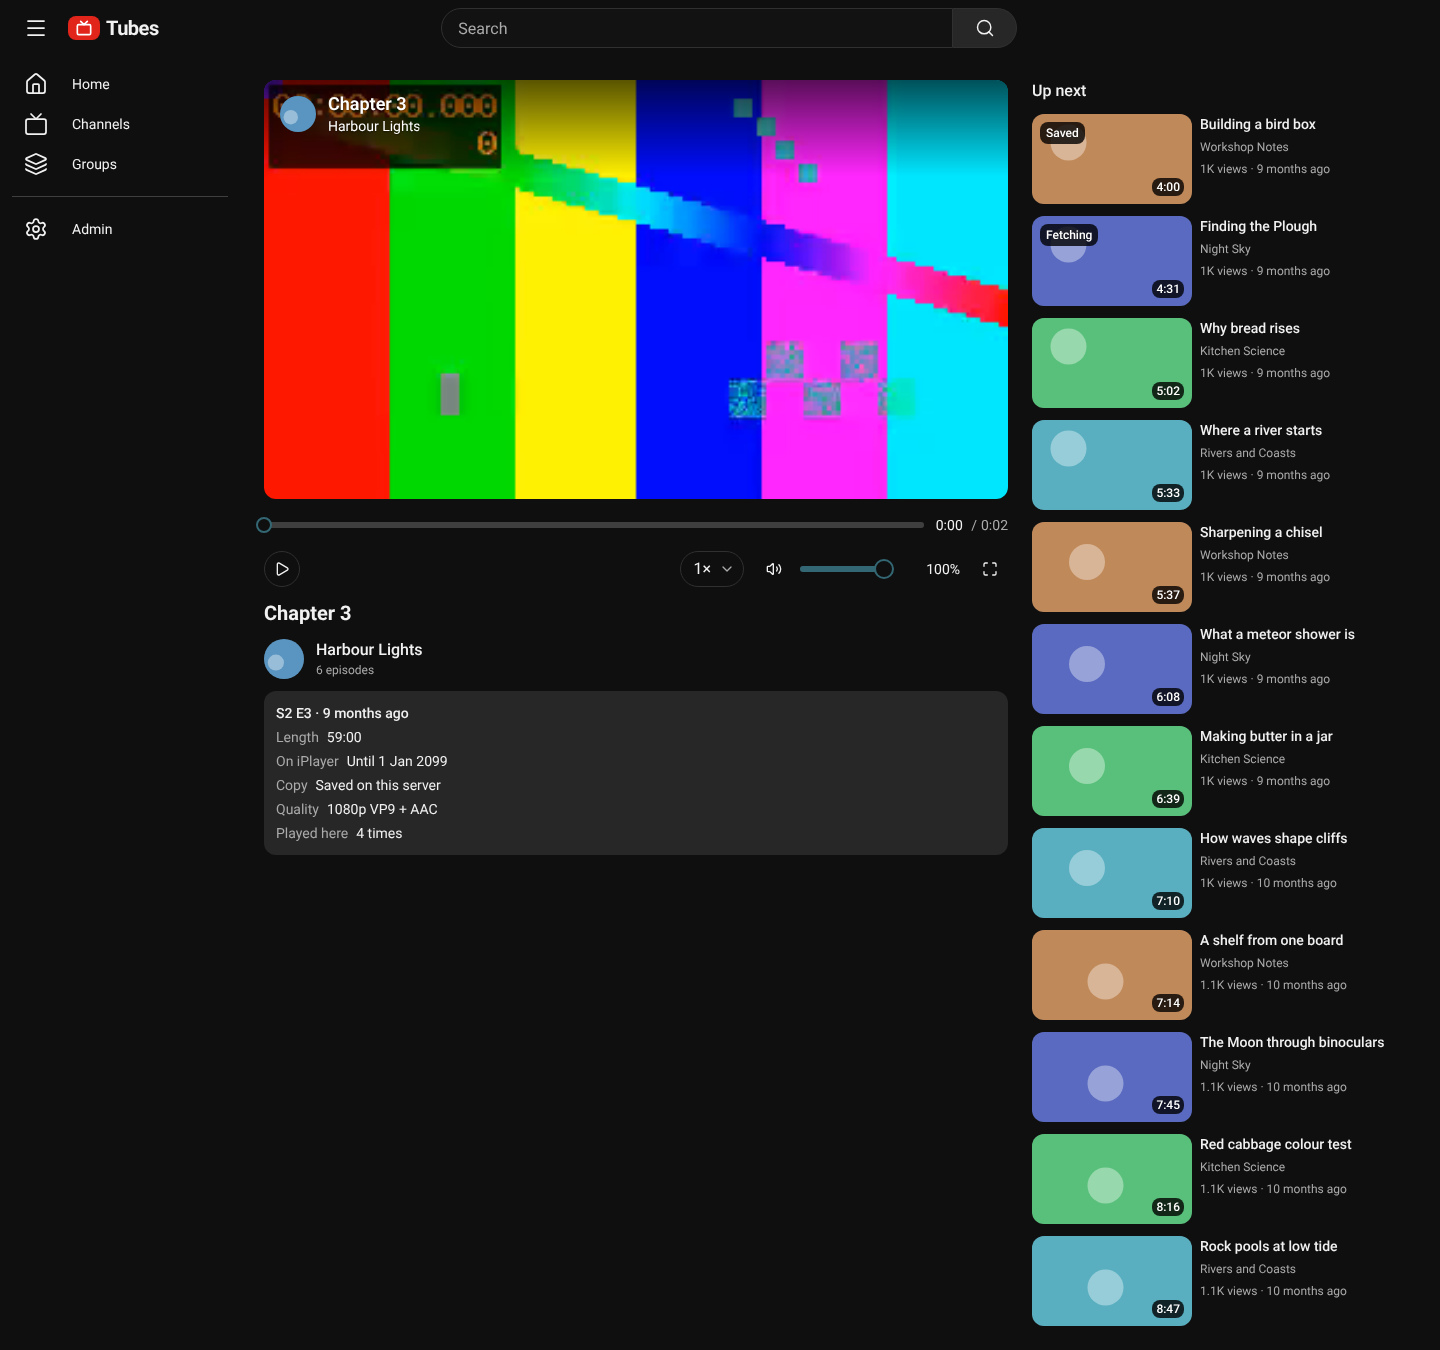 Tubes
Search
Home
Channels
Groups
Admin
Chapter 3
Harbour Lights
0
0:00 / 0:02
1×
100%
Chapter 3
Harbour Lights
6 episodes
S2 E3 · 9 months ago
Length 59:00
On iPlayer Until 1 Jan 2099
Copy Saved on this server
Quality 1080p VP9 + AAC
Played here 4 times
Up next
Saved
4:00
Building a bird box
Workshop Notes
1K views · 9 months ago
Fetching
4:31
Finding the Plough
Night Sky
1K views · 9 months ago
5:02
Why bread rises
Kitchen Science
1K views · 9 months ago
5:33
Where a river starts
Rivers and Coasts
1K views · 9 months ago
5:37
Sharpening a chisel
Workshop Notes
1K views · 9 months ago
6:08
What a meteor shower is
Night Sky
1K views · 9 months ago
6:39
Making butter in a jar
Kitchen Science
1K views · 9 months ago
7:10
How waves shape cliffs
Rivers and Coasts
1K views · 10 months ago
7:14
A shelf from one board
Workshop Notes
1.1K views · 10 months ago
7:45
The Moon through binoculars
Night Sky
1.1K views · 10 months ago
8:16
Red cabbage colour test
Kitchen Science
1.1K views · 10 months ago
8:47
Rock pools at low tide
Rivers and Coasts
1.1K views · 10 months ago